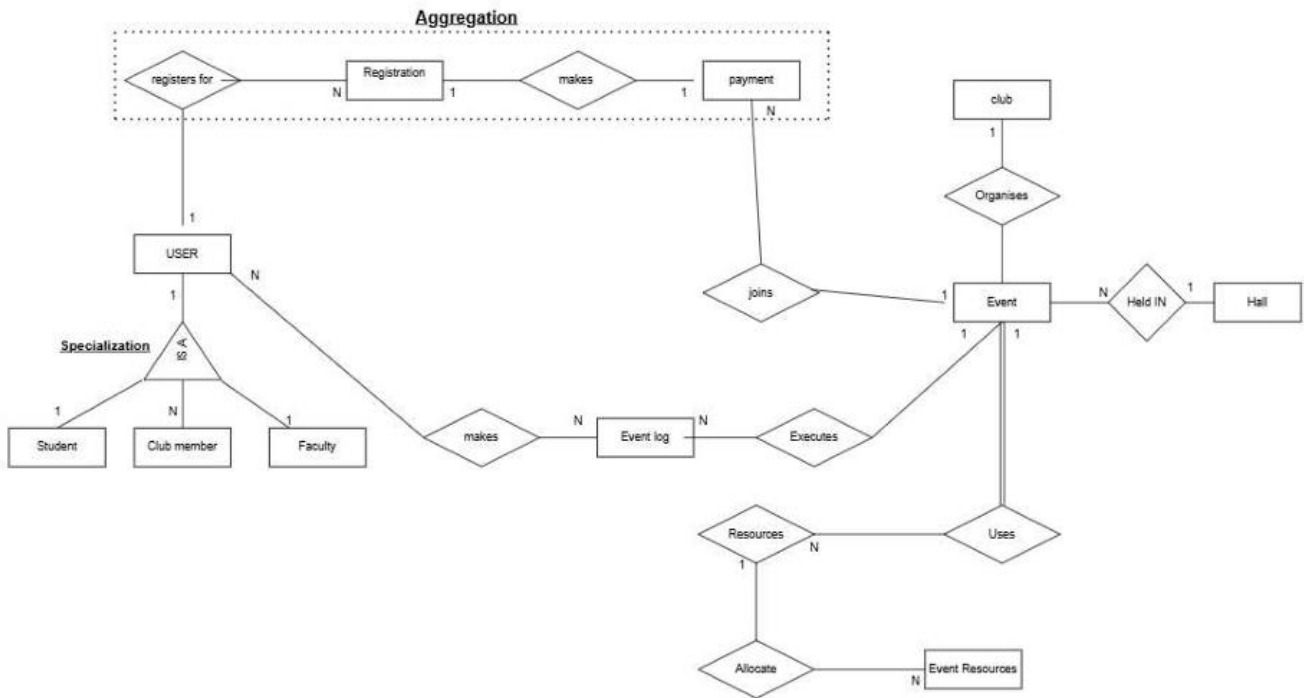 Aggregation
registers for
N
Registration
1
makes
1
payment
N
club
1
Organises
1
USER
N
joins
1
Event
N
Held IN
1
Hall
1
1
1
Specialization
IS A
1
N
1
Student
Club member
Faculty
makes
N
Event log
N
Executes
Resources
N
Uses
1
Allocate
N
Event Resources